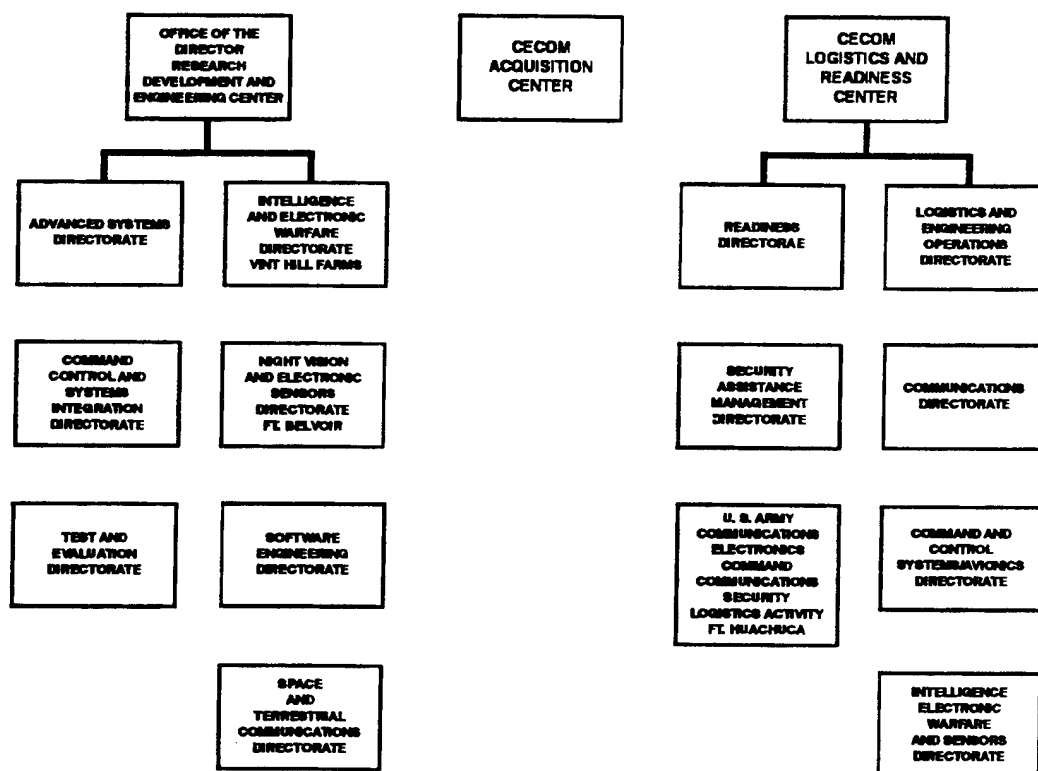 OFFICE OF THE
DIRECTOR
RESEARCH
DEVELOPMENT AND
ENGINEERING CENTER
CECOM
ACQUISITION
CENTER
CECOM
LOGISTICS AND
READINESS
CENTER
ADVANCED SYSTEMS
DIRECTORATE
INTELLIGENCE
AND ELECTRONIC
WARFARE
DIRECTORATE
VINT HILL FARMS
READINESS
DIRECTORAE
LOGISTICS AND
ENGINEERING
OPERATIONS
DIRECTORATE
COMMAND
CONTROL AND
SYSTEMS
INTEGRATION
DIRECTORATE
NIGHT VISION
AND ELECTRONIC
SENSORS
DIRECTORATE
FT. BELVOIR
SECURITY
ASSISTANCE
MANAGEMENT
DIRECTORATE
COMMUNICATIONS
DIRECTORATE
TEST AND
EVALUATION
DIRECTORATE
SOFTWARE
ENGINEERING
DIRECTORATE
U. S. ARMY
COMMUNICATIONS
ELECTRONICS
COMMAND
COMMUNICATIONS
SECURITY
LOGISTICS ACTIVITY
FT. HUACHUCA
COMMAND AND
CONTROL
SYSTEMS/AVIONICS
DIRECTORATE
SPACE
AND
TERRESTRIAL
COMMUNICATIONS
DIRECTORATE
INTELLIGENCE
ELECTRONIC
WARFARE
AND SENSORS
DIRECTORATE